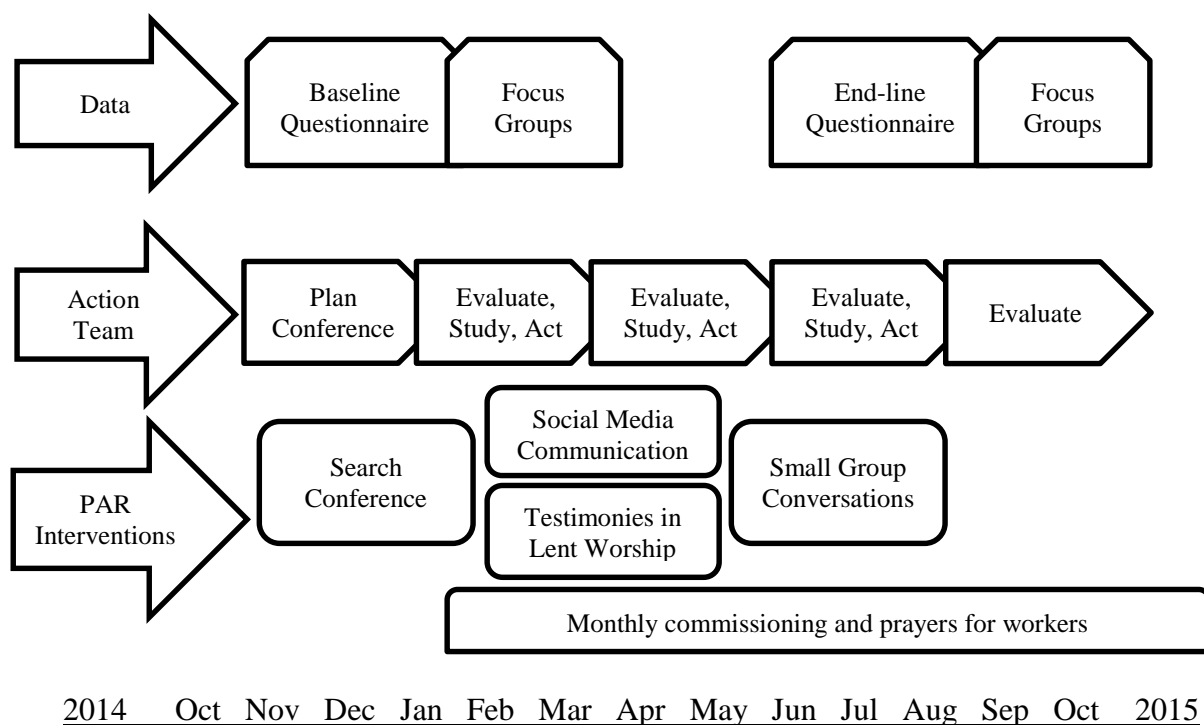 Data
Baseline
Questionnaire
Focus
Groups
End-line
Questionnaire
Focus
Groups
Action
Team
Plan
Conference
Evaluate,
Study, Act
Evaluate,
Study, Act
Evaluate,
Study, Act
Evaluate
PAR
Interventions
Search
Conference
Social Media
Communication
Testimonies in
Lent Worship
Small Group
Conversations
Monthly commissioning and prayers for workers
2014 Oct Nov Dec Jan Feb Mar Apr May Jun Jul Aug Sep Oct 2015